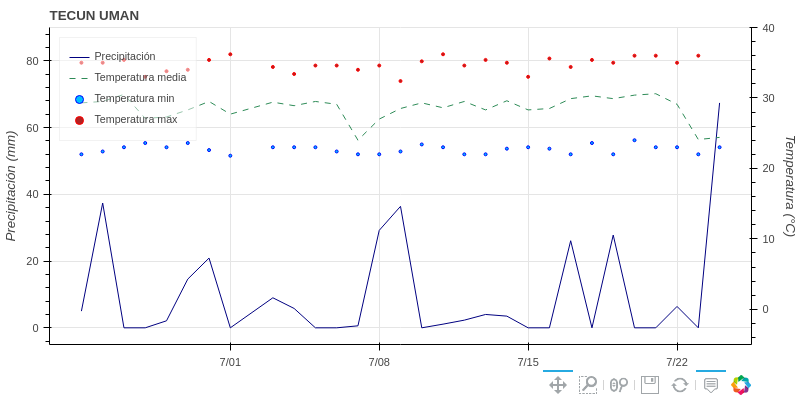 TECUN UMAN
Precipitación
Temperatura media
Temperatura min
Temperatura max
Precipitación (mm)
80
60
40
20
0
Temperatura (°C)
40
30
20
10
0
7/01
7/08
7/15
7/22